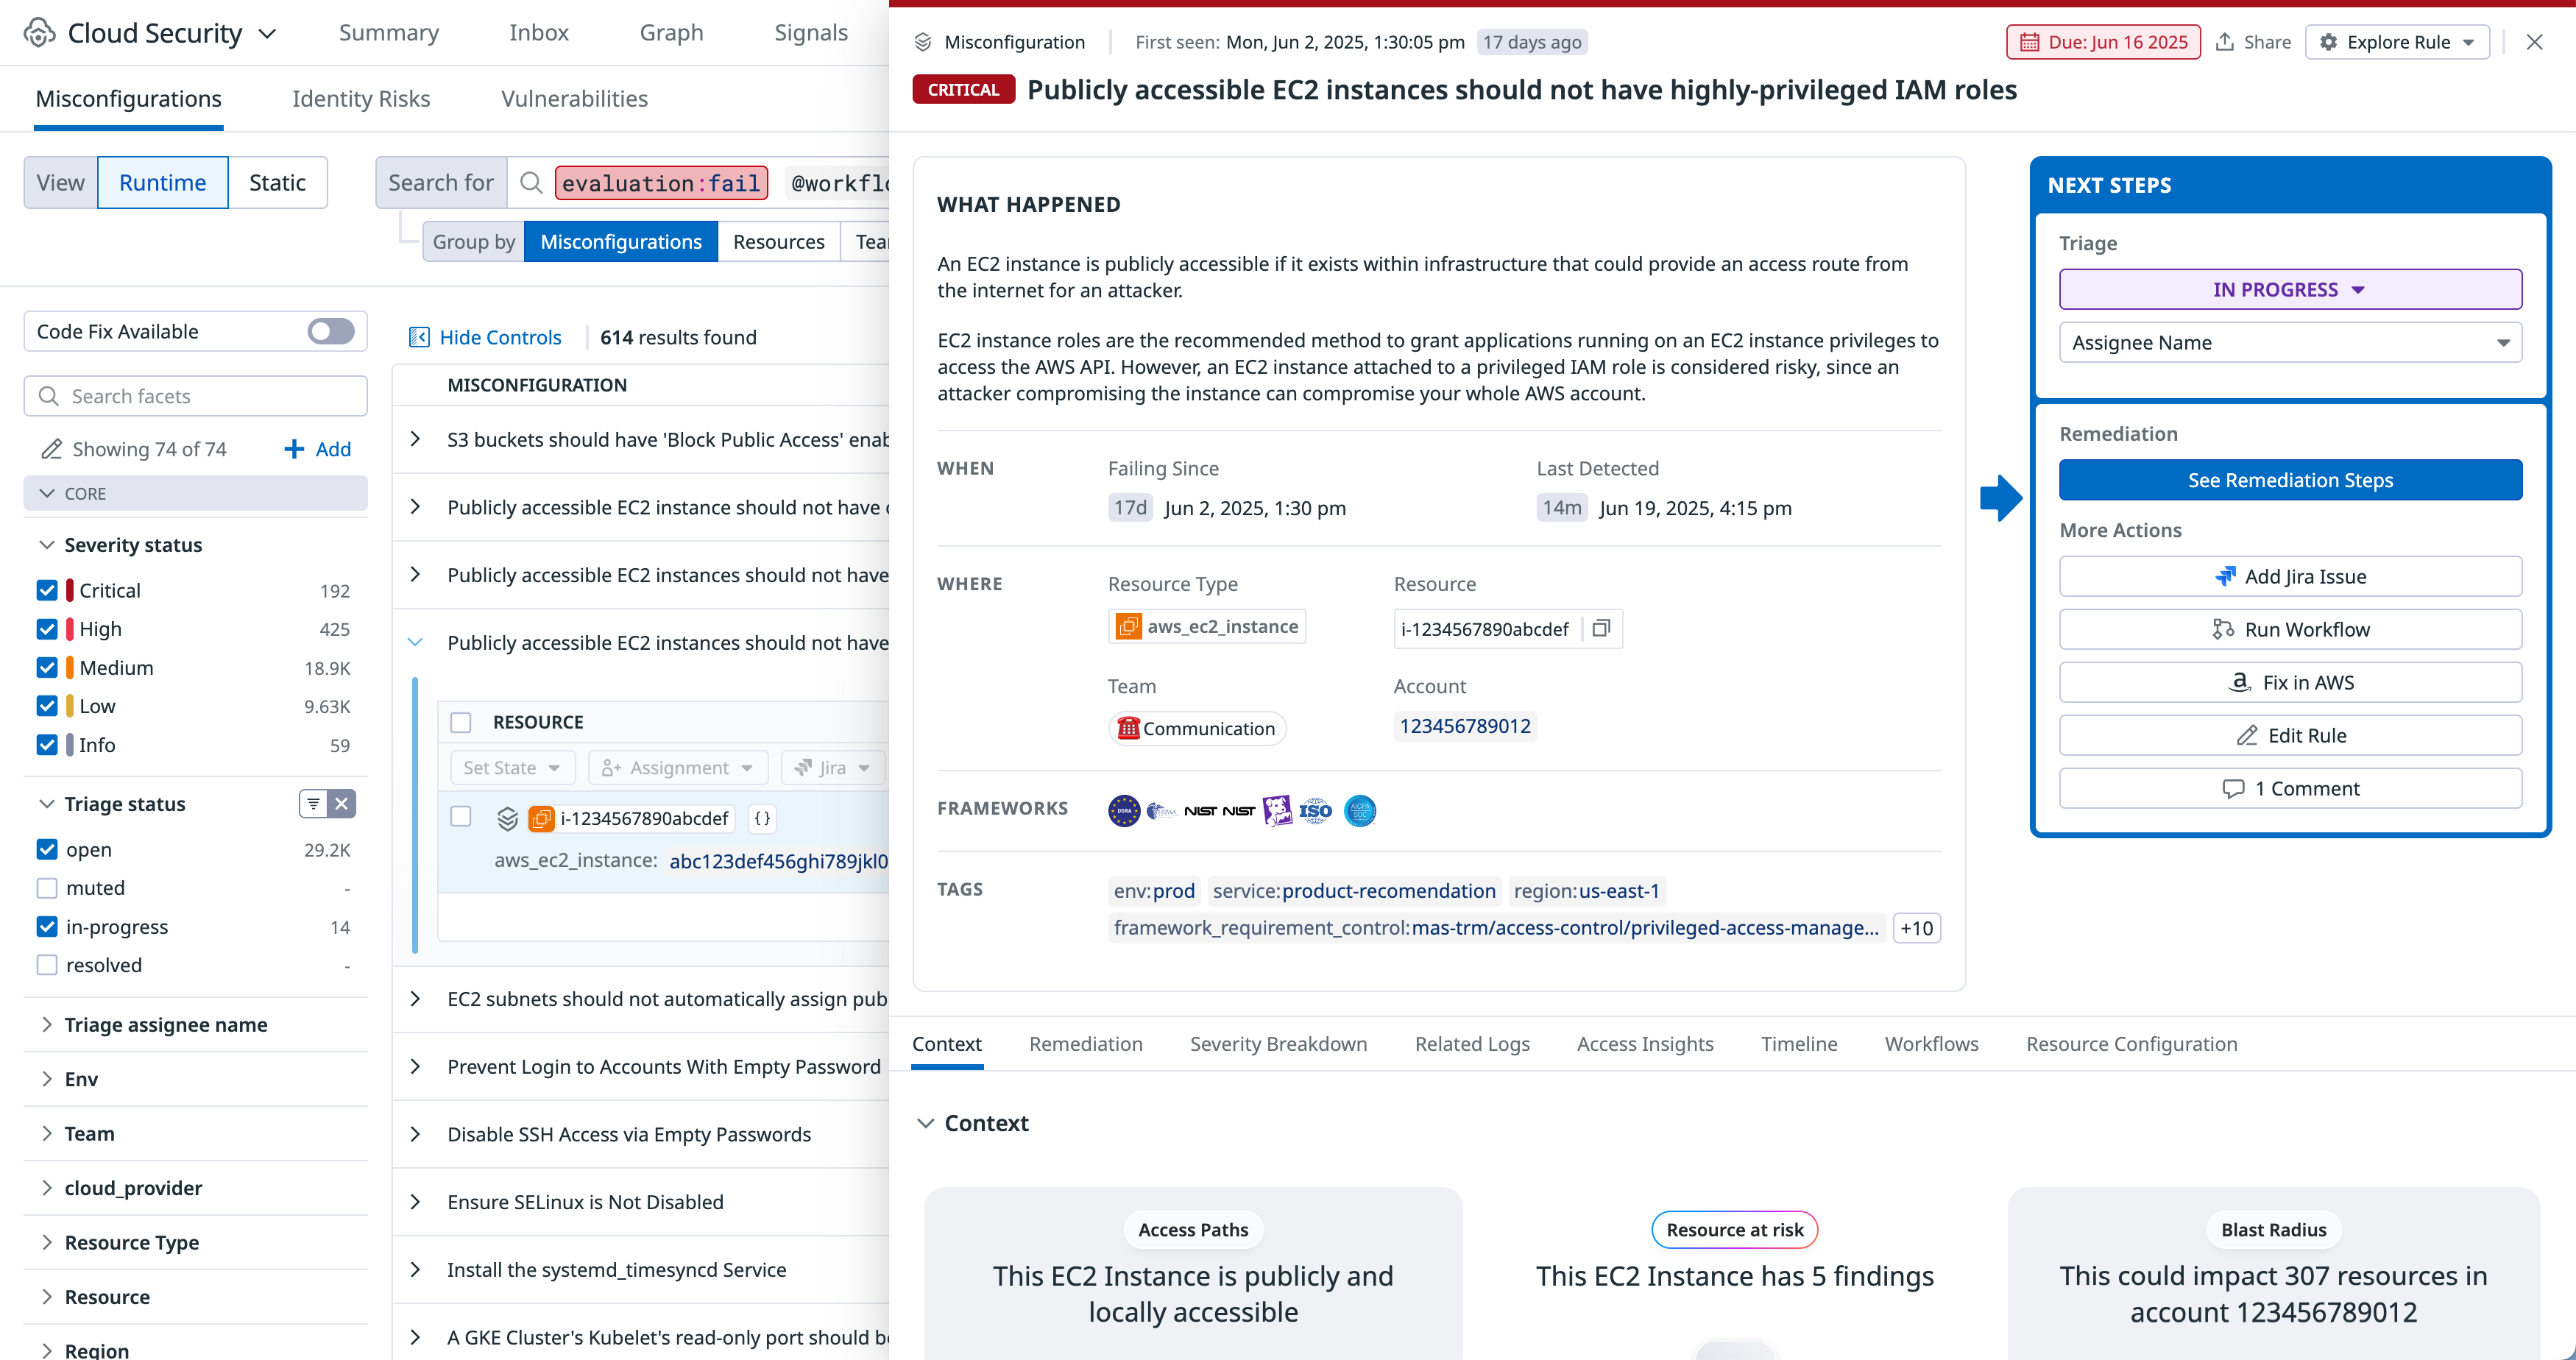 Cloud Security
Summary
Inbox
Graph
Signals
Misconfigurations
Identity Risks
Vulnerabilities
View
Runtime
Static
Search for
evaluation:fail
@workflo
Group by
Misconfigurations
Resources
Tea
Code Fix Available
Search facets
Showing 74 of 74
Add
CORE
Severity status
Critical 192
High 425
Medium 18.9K
Low 9.63K
Info 59
Triage status
open 29.2K
muted -
in-progress 14
resolved -
Triage assignee name
Env
Team
cloud_provider
Resource Type
Resource
Region
Hide Controls
614 results found
MISCONFIGURATION
S3 buckets should have 'Block Public Access' enab
Publicly accessible EC2 instance should not have
Publicly accessible EC2 instances should not have
Publicly accessible EC2 instances should not have
RESOURCE
Set State
Assignment
Jira
i-1234567890abcdef
{}
aws_ec2_instance: abc123def456ghi789jkl0
EC2 subnets should not automatically assign pub
Prevent Login to Accounts With Empty Password
Disable SSH Access via Empty Passwords
Ensure SELinux is Not Disabled
Install the systemd_timesyncd Service
A GKE Cluster's Kubelet's read-only port should be
Misconfiguration
First seen: Mon, Jun 2, 2025, 1:30:05 pm
17 days ago
Due: Jun 16 2025
Share
Explore Rule
CRITICAL
Publicly accessible EC2 instances should not have highly-privileged IAM roles
WHAT HAPPENED
An EC2 instance is publicly accessible if it exists within infrastructure that could provide an access route from
the internet for an attacker.
EC2 instance roles are the recommended method to grant applications running on an EC2 instance privileges to
access the AWS API. However, an EC2 instance attached to a privileged IAM role is considered risky, since an
attacker compromising the instance can compromise your whole AWS account.
WHEN
Failing Since
17d Jun 2, 2025, 1:30 pm
Last Detected
14m Jun 19, 2025, 4:15 pm
WHERE
Resource Type
aws_ec2_instance
Resource
i-1234567890abcdef
Team
Communication
Account
123456789012
FRAMEWORKS
DORA
NIST
NIST
ISO
AICPA
SOC
TAGS
env:prod
service:product-recomendation
region:us-east-1
framework_requirement_control:mas-trm/access-control/privileged-access-manage...
+10
NEXT STEPS
Triage
IN PROGRESS
Assignee Name
Remediation
See Remediation Steps
More Actions
Add Jira Issue
Run Workflow
Fix in AWS
Edit Rule
1 Comment
Context
Remediation
Severity Breakdown
Related Logs
Access Insights
Timeline
Workflows
Resource Configuration
Context
Access Paths
This EC2 Instance is publicly and
locally accessible
Resource at risk
This EC2 Instance has 5 findings
Blast Radius
This could impact 307 resources in
account 123456789012